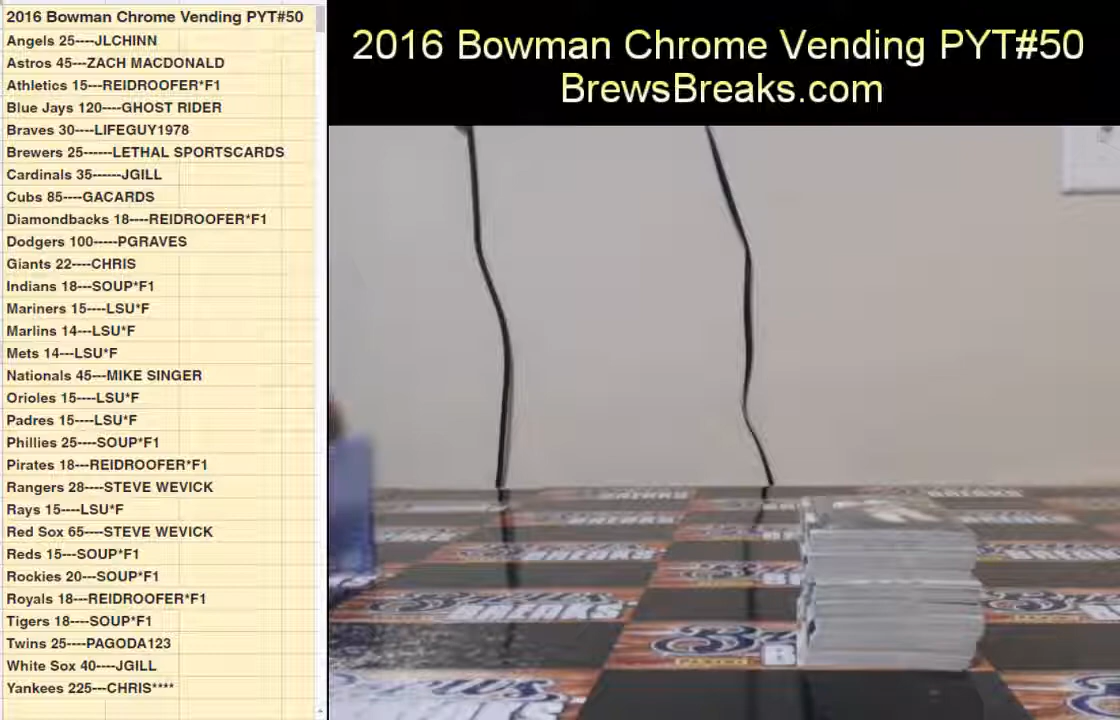 2016 Bowman Chrome Vending PYT#50
Angels 25----JLCHINN
Astros 45---ZACH MACDONALD
Athletics 15---REIDROOFER*F1
Blue Jays 120----GHOST RIDER
Braves 30----LIFEGUY1978
Brewers 25------LETHAL SPORTSCARDS
Cardinals 35------JGILL
Cubs 85----GACARDS
Diamondbacks 18----REIDROOFER*F1
Dodgers 100-----PGRAVES
Giants 22----CHRIS
Indians 18---SOUP*F1
Mariners 15----LSU*F
Marlins 14---LSU*F
Mets 14---LSU*F
Nationals 45---MIKE SINGER
Orioles 15----LSU*F
Padres 15----LSU*F
Phillies 25----SOUP*F1
Pirates 18---REIDROOFER*F1
Rangers 28----STEVE WEVICK
Rays 15----LSU*F
Red Sox 65----STEVE WEVICK
Reds 15---SOUP*F1
Rockies 20---SOUP*F1
Royals 18---REIDROOFER*F1
Tigers 18----SOUP*F1
Twins 25----PAGODA123
White Sox 40----JGILL
Yankees 225---CHRIS****
2016 Bowman Chrome Vending PYT#50
BrewsBreaks.com
BREAKS
BREAKS
BREAKS
BREAKS